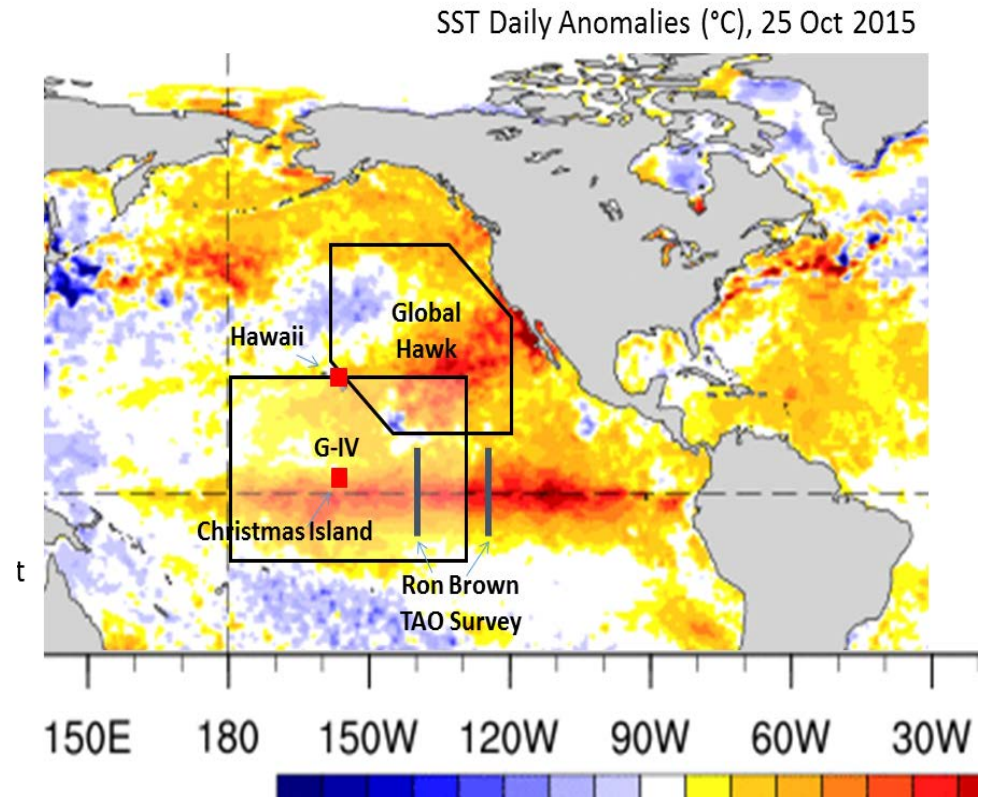 SST Daily Anomalies (°C), 25 Oct 2015
Global
Hawk
Hawaii
G-IV
Christmas Island
t
Ron Brown
TAO Survey
150E 180 150W 120W 90W 60W 30W